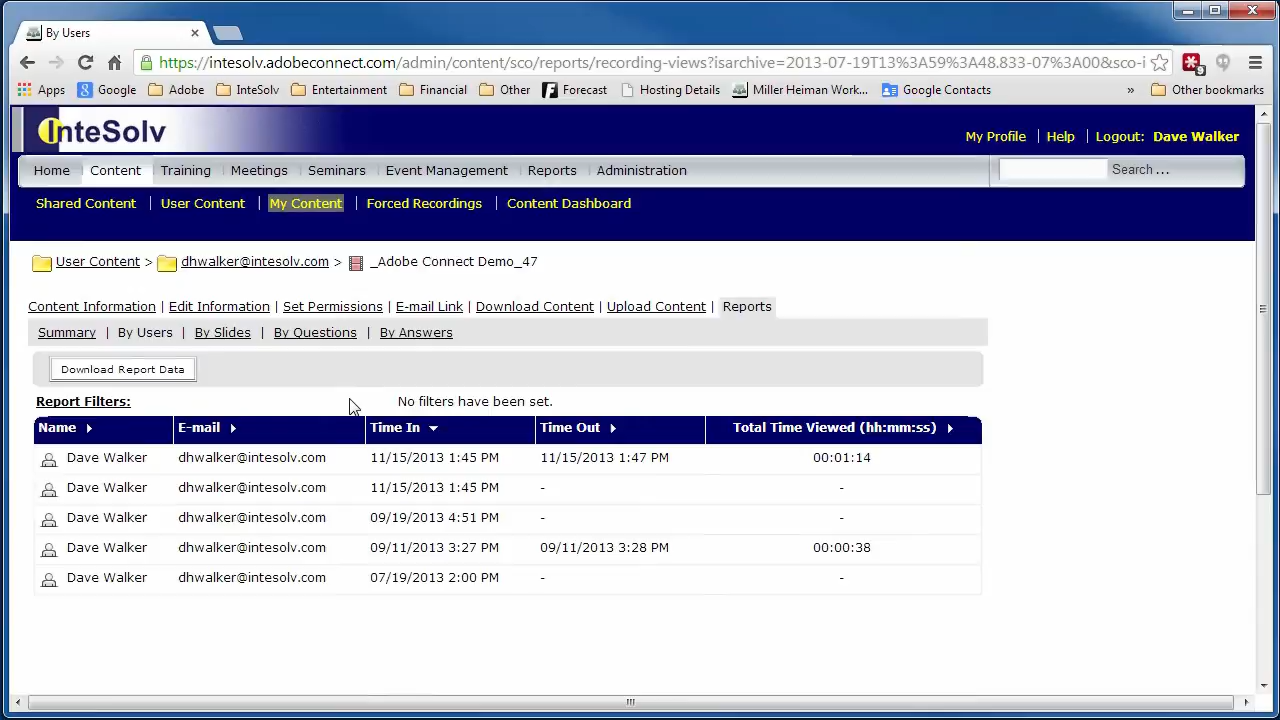 By Users
https://intesolv.adobeconnect.com/admin/content/sco/reports/recording-views?isarchive=2013-07-19T13%3A59%3A48.833-07%3A00&sco-i
9
Apps Google Adobe InteSolv Entertainment Financial Other Forecast Hosting Details Miller Heiman Work... Google Contacts » Other bookmarks
InteSolv
My Profile | Help | Logout: Dave Walker
Home Content Training Meetings Seminars Event Management Reports Administration Search ...
Shared Content | User Content | My Content | Forced Recordings | Content Dashboard
User Content > dhwalker@intesolv.com > _Adobe Connect Demo_47
Content Information | Edit Information | Set Permissions | E-mail Link | Download Content | Upload Content | Reports
Summary | By Users | By Slides | By Questions | By Answers
Download Report Data
Report Filters: No filters have been set.
Name E-mail Time In Time Out Total Time Viewed (hh:mm:ss)
Dave Walker dhwalker@intesolv.com 11/15/2013 1:45 PM 11/15/2013 1:47 PM 00:01:14
Dave Walker dhwalker@intesolv.com 11/15/2013 1:45 PM - -
Dave Walker dhwalker@intesolv.com 09/19/2013 4:51 PM - -
Dave Walker dhwalker@intesolv.com 09/11/2013 3:27 PM 09/11/2013 3:28 PM 00:00:38
Dave Walker dhwalker@intesolv.com 07/19/2013 2:00 PM - -